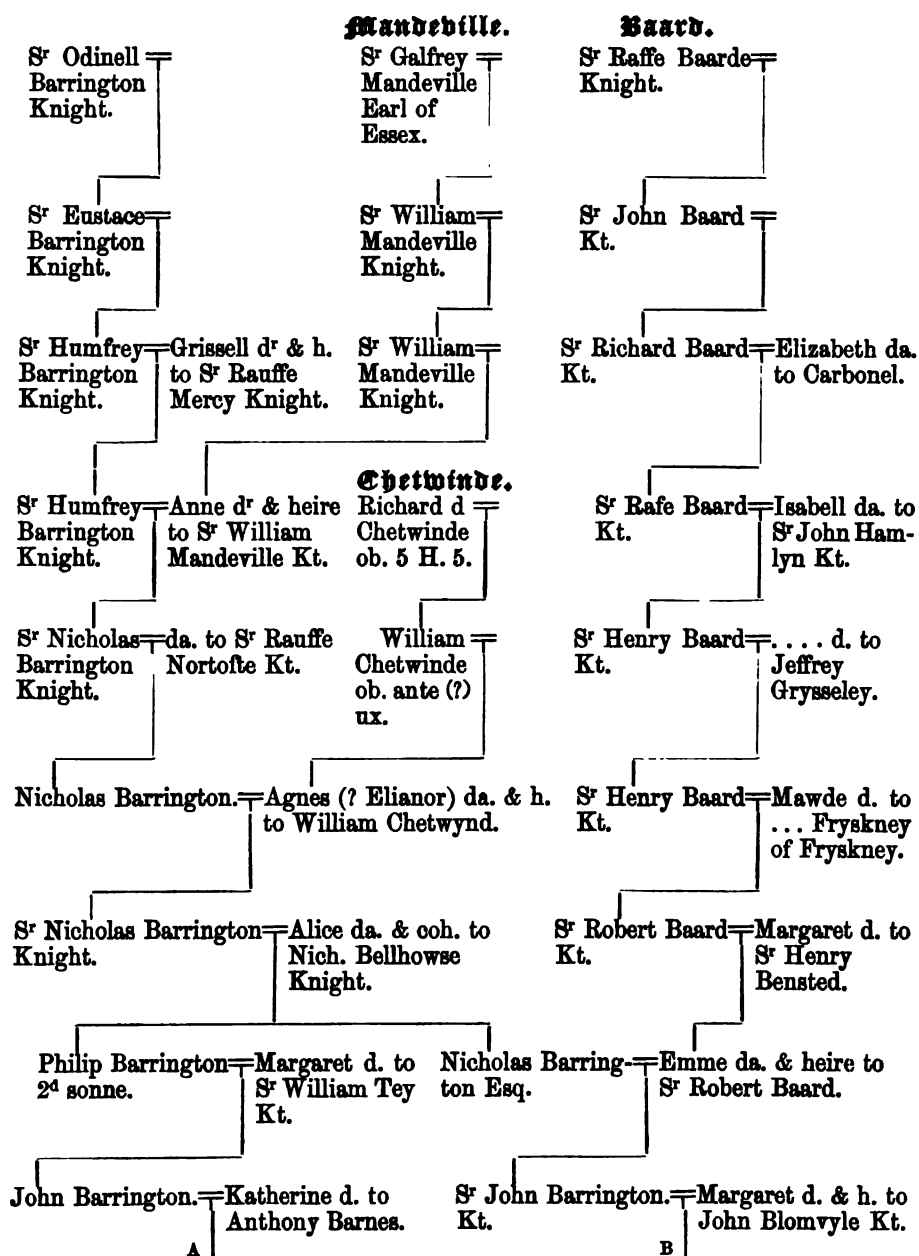 Mandeville.
Baard.
Sr Odinell
Barrington
Knight.
Sr Galfrey
Mandeville
Earl of
Essex.
Sr Raffe Baarde
Knight.
Sr Eustace
Barrington
Knight.
Sr William
Mandeville
Knight.
Sr John Baard
Kt.
Sr Humfrey
Barrington
Knight.
Grissell dr & h.
to Sr Rauffe
Mercy Knight.
Sr William
Mandeville
Knight.
Sr Richard Baard
Kt.
Elizabeth da.
to Carbonel.
Chetwinde.
Sr Humfrey
Barrington
Knight.
Anne dr & heire
to Sr William
Mandeville Kt.
Richard d
Chetwinde
ob. 5 H. 5.
Sr Rafe Baard
Kt.
Isabell da. to
Sr John Ham-
lyn Kt.
Sr Nicholas
Barrington
Knight.
da. to Sr Rauffe
Nortofte Kt.
William
Chetwinde
ob. ante (?)
ux.
Sr Henry Baard
Kt.
.... d. to
Jeffrey
Grysseley.
Nicholas Barrington.
Agnes (? Elianor) da. & h.
to William Chetwynd.
Sr Henry Baard
Kt.
Mawde d. to
... Fryskney
of Fryskney.
Sr Nicholas Barrington
Knight.
Alice da. & coh. to
Nich. Bellhowse
Knight.
Sr Robert Baard
Kt.
Margaret d. to
Sr Henry
Bensted.
Philip Barrington
2d sonne.
Margaret d. to
Sr William Tey
Kt.
Nicholas Barring-
ton Esq.
Emme da. & heire to
Sr Robert Baard.
John Barrington.
Katherine d. to
Anthony Barnes.
Sr John Barrington.
Kt.
Margaret d. & h. to
John Blomvyle Kt.
A
B